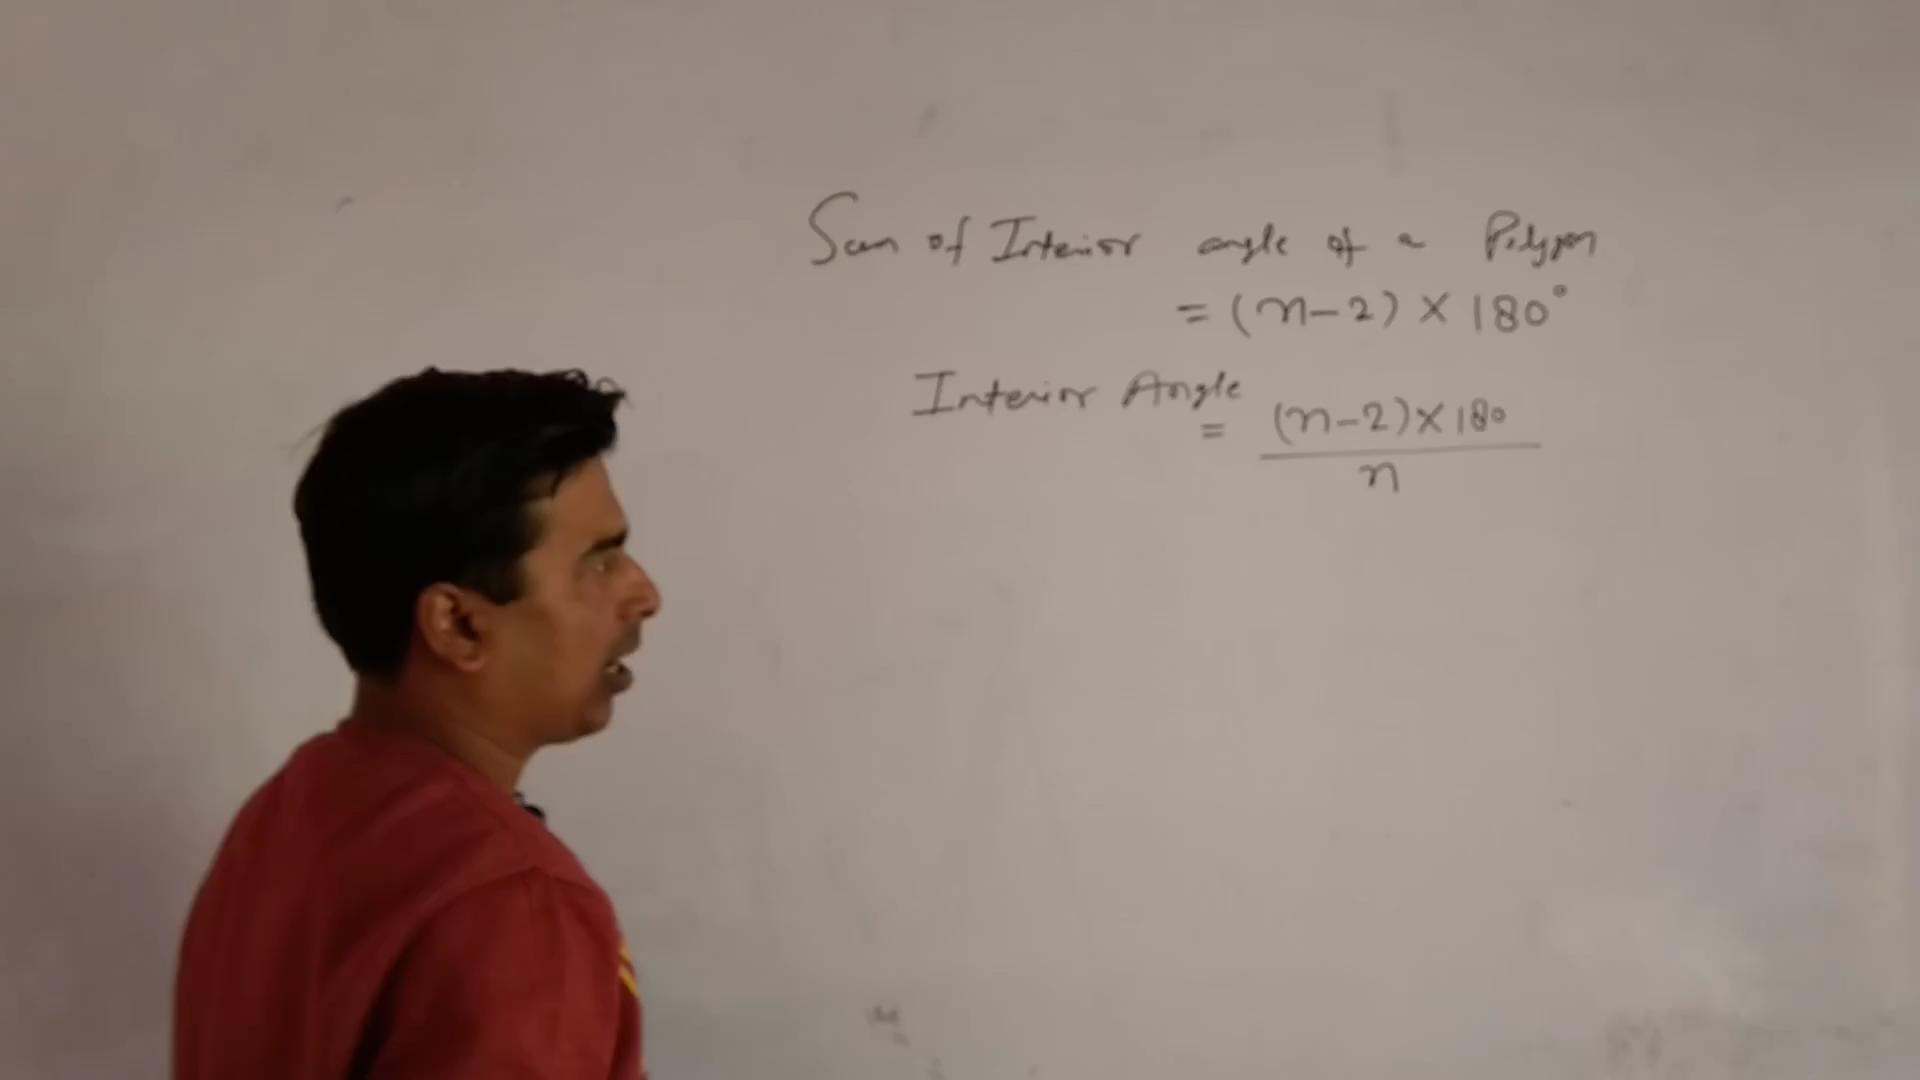 Sum of Interior angle of a Polygon
= (n-2) × 180°
Interior Angle
= (n-2)×180
n